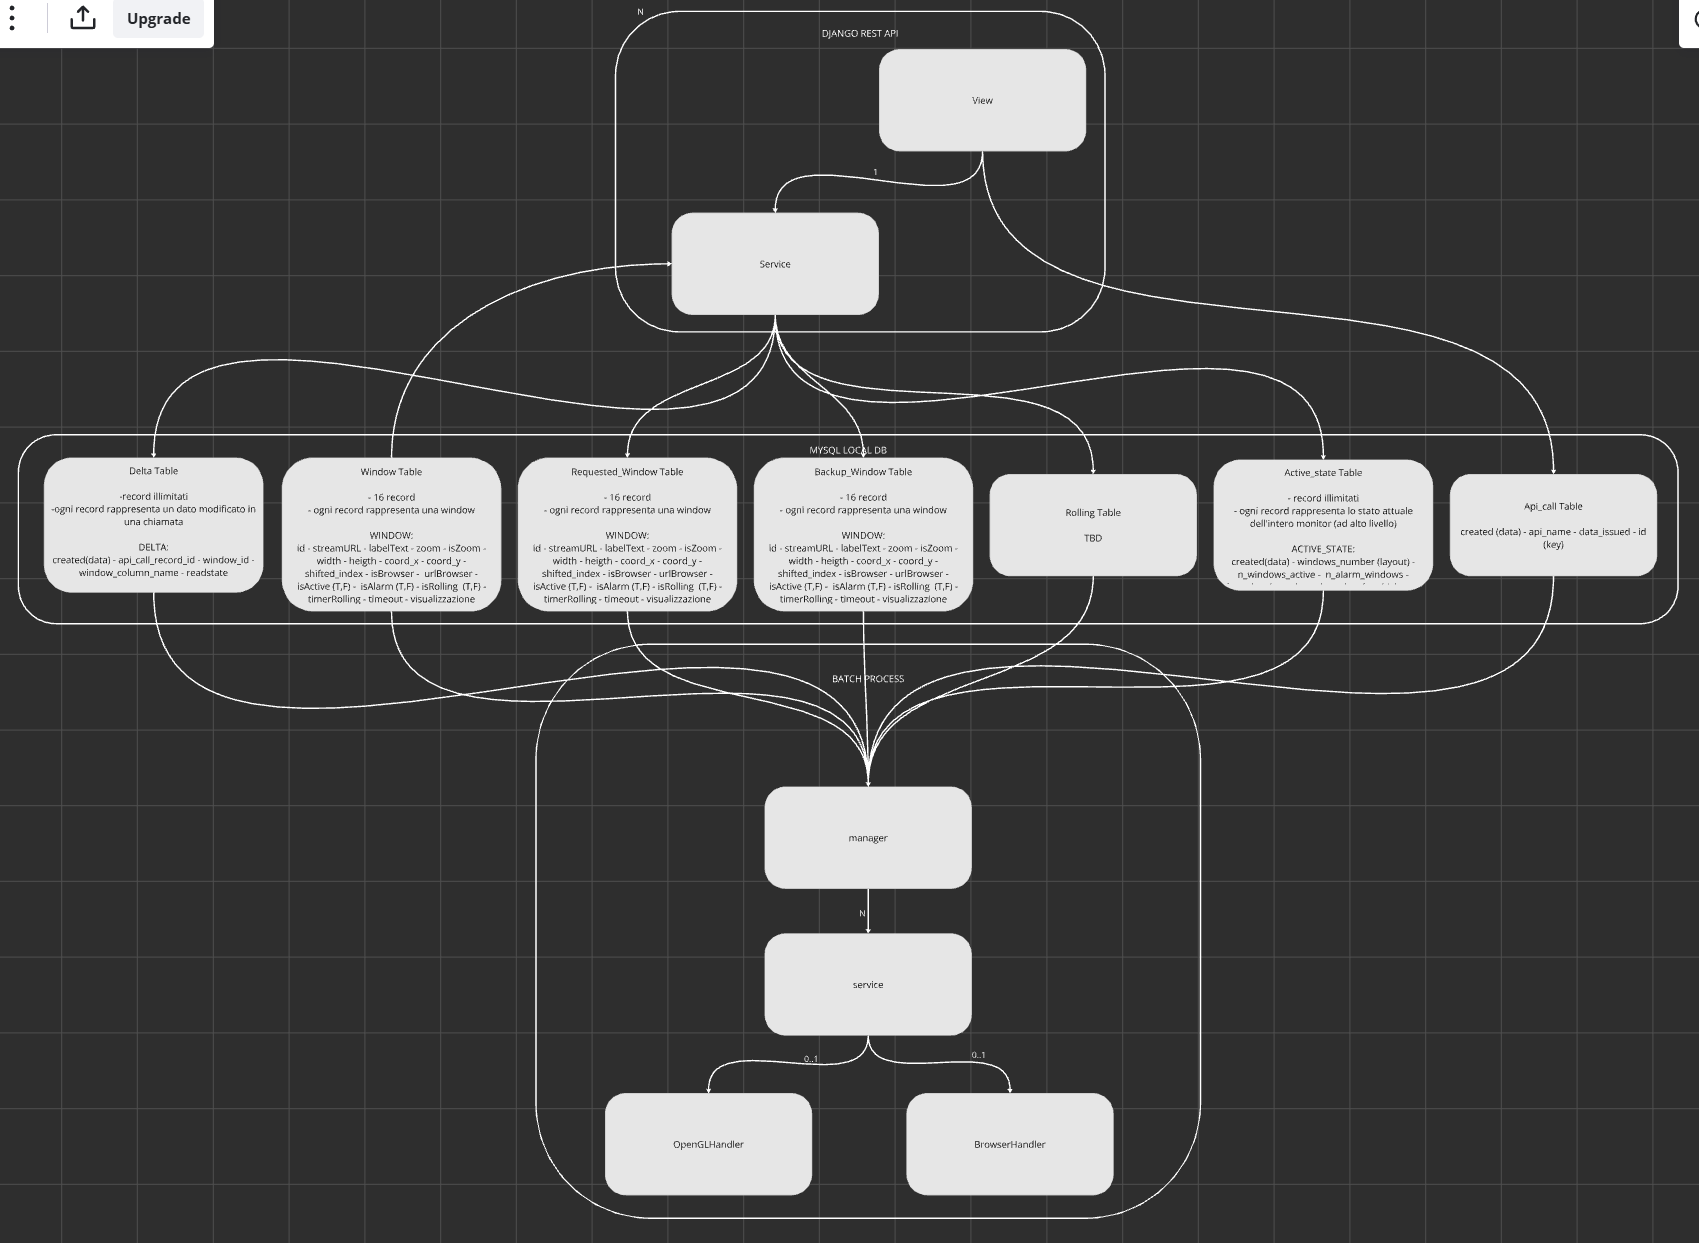 Upgrade
N
DJANGO REST API
View
1
Service
MYSQL LOCAL DB
Delta Table
-record illimitati
-ogni record rappresenta un dato modificato in
una chiamata
DELTA:
created(data) - api_call_record_id - window_id -
window_column_name - readstate
Window Table
- 16 record
- ogni record rappresenta una window
WINDOW:
id - streamURL - labelText - zoom - isZoom -
width - heigth - coord_x - coord_y -
shifted_index - isBrowser - urlBrowser -
isActive (T,F) - isAlarm (T,F) - isRolling (T,F) -
timerRolling - timeout - visualizzazione
Requested_Window Table
- 16 record
- ogni record rappresenta una window
WINDOW:
id - streamURL - labelText - zoom - isZoom -
width - heigth - coord_x - coord_y -
shifted_index - isBrowser - urlBrowser -
isActive (T,F) - isAlarm (T,F) - isRolling (T,F) -
timerRolling - timeout - visualizzazione
Backup_Window Table
- 16 record
- ogni record rappresenta una window
WINDOW:
id - streamURL - labelText - zoom - isZoom -
width - heigth - coord_x - coord_y -
shifted_index - isBrowser - urlBrowser -
isActive (T,F) - isAlarm (T,F) - isRolling (T,F) -
timerRolling - timeout - visualizzazione
Rolling Table
TBD
Active_state Table
- record illimitati
- ogni record rappresenta lo stato attuale
dell'intero monitor (ad alto livello)
ACTIVE_STATE:
created(data) - windows_number (layout) -
n_windows_active - n_alarm_windows -
Api_call Table
created (data) - api_name - data_issued - id
(key)
BATCH PROCESS
manager
N
service
0..1
0..1
OpenGLHandler
BrowserHandler